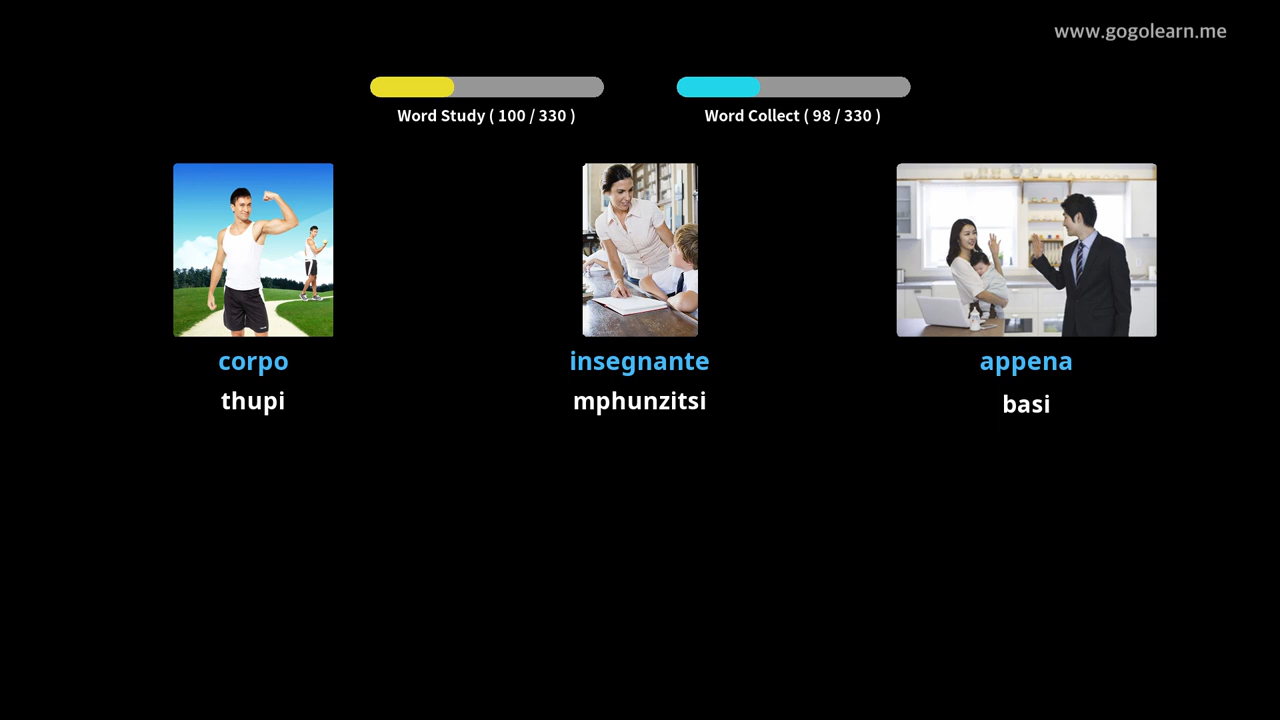 www.gogolearn.me
Word Study ( 100 / 330 )
Word Collect ( 98 / 330 )
corpo
insegnante
appena
thupi
mphunzitsi
basi